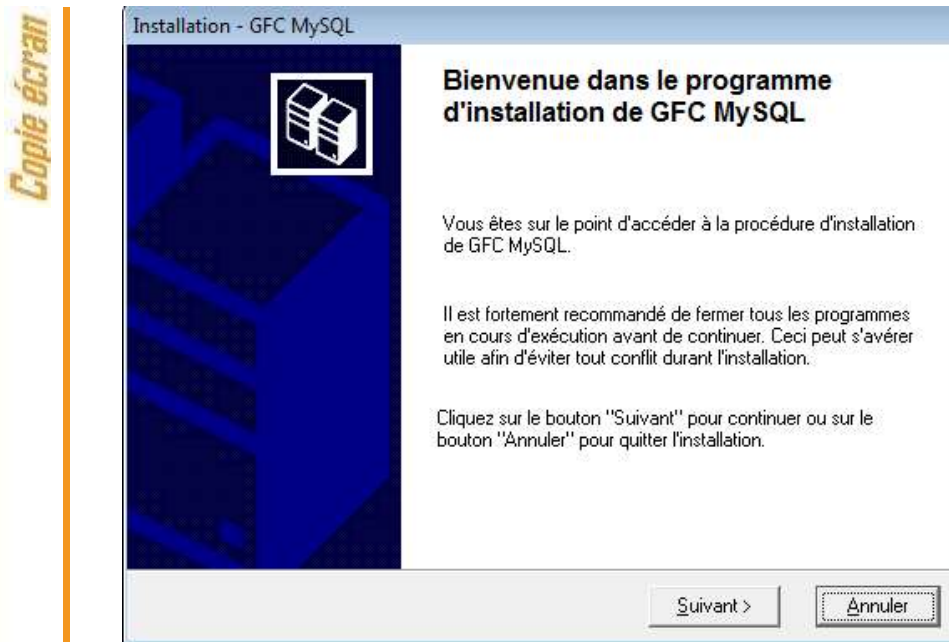 Copie écran
Installation - GFC MySQL
Bienvenue dans le programme
d'installation de GFC MySQL
Vous êtes sur le point d'accéder à la procédure d'installation
de GFC MySQL.
Il est fortement recommandé de fermer tous les programmes
en cours d'exécution avant de continuer. Ceci peut s'avérer
utile afin d'éviter tout conflit durant l'installation.
Cliquez sur le bouton "Suivant" pour continuer ou sur le
bouton "Annuler" pour quitter l'installation.
Suivant >
Annuler